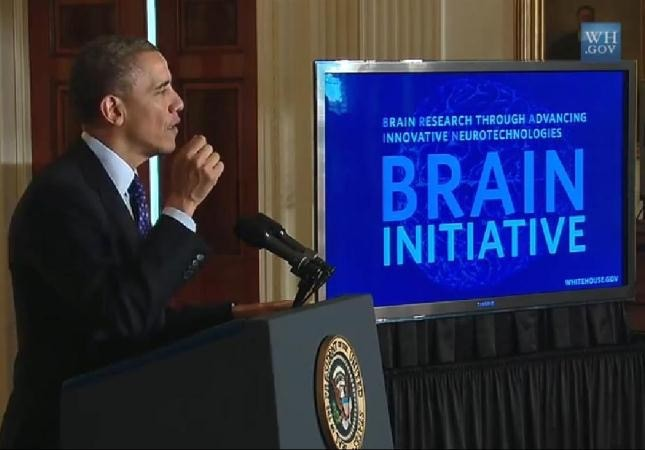 WH
.GOV
BRAIN RESEARCH THROUGH ADVANCING
INNOVATIVE NEUROTECHNOLOGIES
BRAIN
INITIATIVE
WHITEHOUSE.GOV